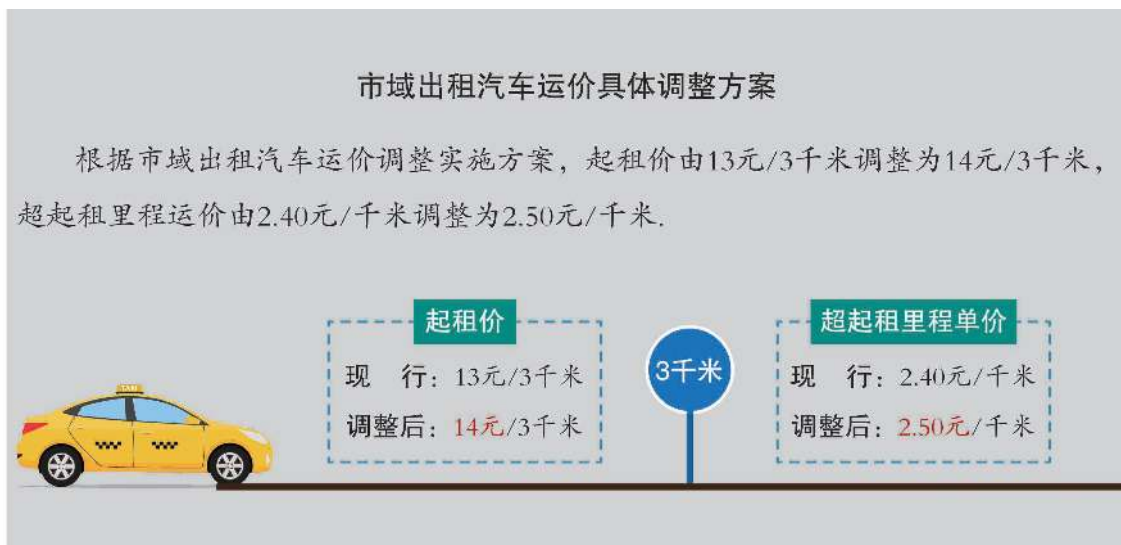 市域出租汽车运价具体调整方案
根据市域出租汽车运价调整实施方案，起租价由13元/3千米调整为14元/3千米，
超起租里程运价由2.40元/千米调整为2.50元/千米.
起租价
现 行：13元/3千米
调整后：14元/3千米
3千米
超起租里程单价
现 行：2.40元/千米
调整后：2.50元/千米
TAXI